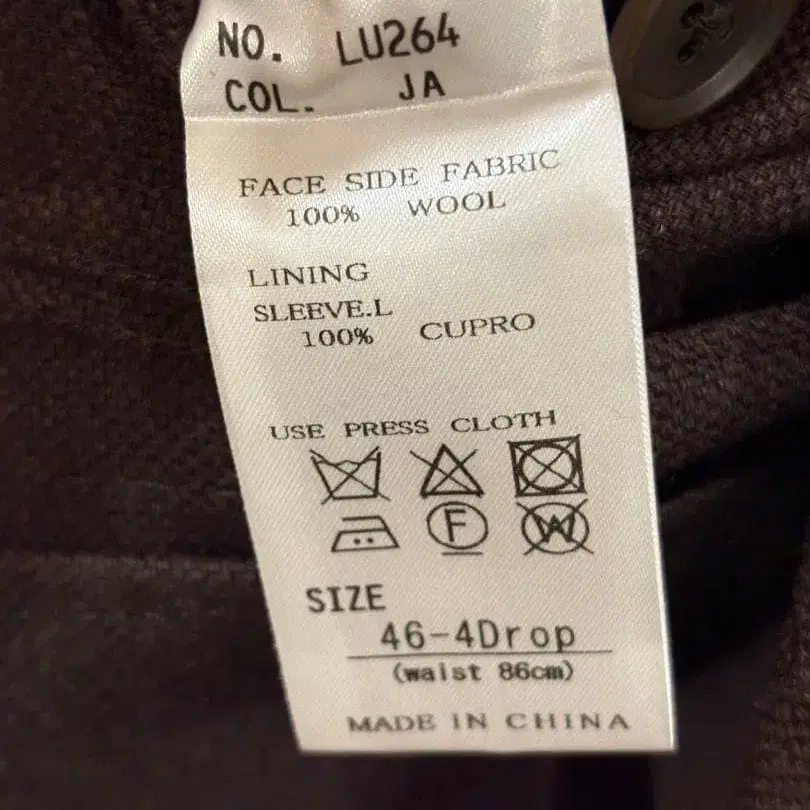 NO. LU264
COL. JA
FACE SIDE FABRIC
100% WOOL
LINING
SLEEVE.L
100% CUPRO
USE PRESS CLOTH
F
W
SIZE
46-4Drop
(waist 86cm)
MADE IN CHINA